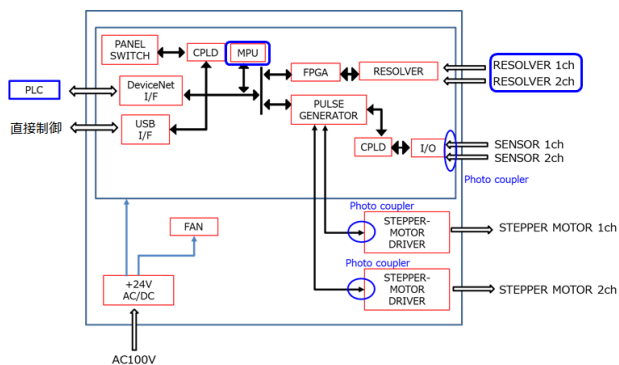 PANEL
SWITCH
CPLD
MPU
FPGA
RESOLVER
RESOLVER 1ch
RESOLVER 2ch
PLC
DeviceNet
I/F
直接制御
USB
I/F
PULSE
GENERATOR
CPLD
I/O
SENSOR 1ch
SENSOR 2ch
Photo coupler
Photo coupler
STEPPER-
MOTOR
DRIVER
STEPPER MOTOR 1ch
FAN
Photo coupler
STEPPER-
MOTOR
DRIVER
STEPPER MOTOR 2ch
+24V
AC/DC
AC100V